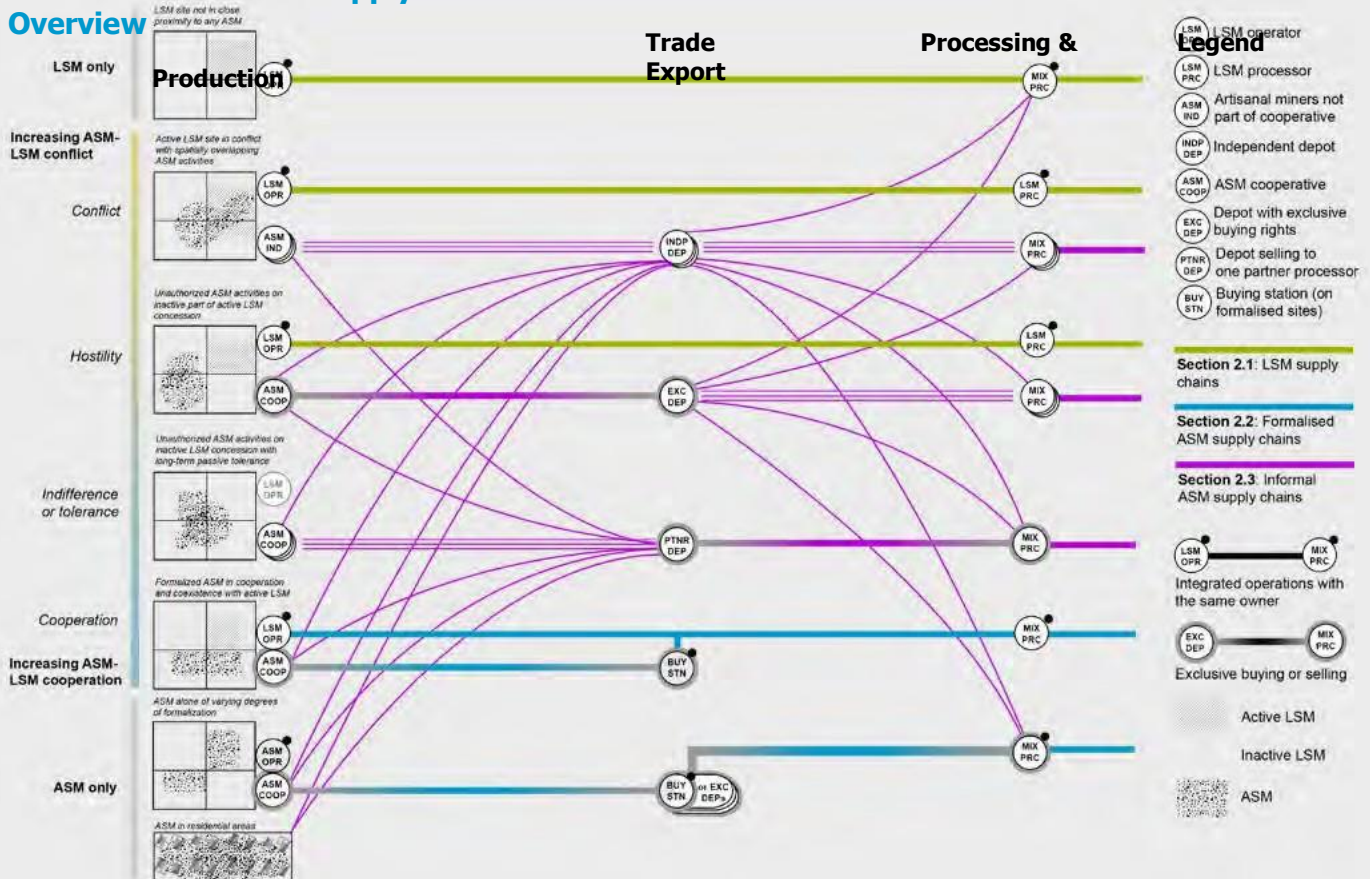 Overview
Production
Trade
Export
Processing &
Legend
LSM only
LSM site not in close
proximity to any ASM
MIX
PRC
Increasing ASM-
LSM conflict
Conflict
Active LSM site in conflict
with spatially overlapping
ASM activities
LSM
OPR
LSM
PRC
ASM
IND
INDP
DEP
MIX
PRC
Hostility
Unauthorized ASM activities on
inactive part of active LSM
concession
LSM
OPR
LSM
PRC
ASM
COOP
EXC
DEP
MIX
PRC
Indifference
or tolerance
Unauthorized ASM activities on
inactive LSM concession with
long-term passive tolerance
LSM
OPR
ASM
COOP
PTNR
DEP
MIX
PRC
Cooperation
Formalized ASM in cooperation
and coexistence with active LSM
LSM
OPR
MIX
PRC
ASM
COOP
BUY
STN
Increasing ASM-
LSM cooperation
ASM only
ASM alone of varying degrees
of formalization
ASM
OPR
MIX
PRC
ASM
COOP
BUY
STN
or EXC
DEPs
ASM in residential areas
LSM operator
LSM
PRC
LSM processor
ASM
IND
Artisanal miners not
part of cooperative
INDP
DEP
Independent depot
ASM
COOP
ASM cooperative
EXC
DEP
Depot with exclusive
buying rights
PTNR
DEP
Depot selling to
one partner processor
BUY
STN
Buying station (on
formalised sites)
Section 2.1: LSM supply
chains
Section 2.2: Formalised
ASM supply chains
Section 2.3: Informal
ASM supply chains
LSM
OPR
MIX
PRC
Integrated operations with
the same owner
EXC
DEP
MIX
PRC
Exclusive buying or selling
Active LSM
Inactive LSM
ASM